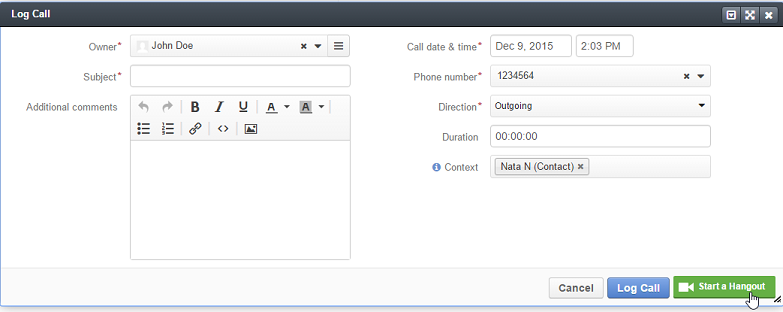 Log Call
Owner* John Doe
Call date & time* Dec 9, 2015 2:03 PM
Subject*
Phone number* 1234564
Additional comments
B I U A A
Direction* Outgoing
Duration 00:00:00
Context Nata N (Contact)
Cancel Log Call Start a Hangout